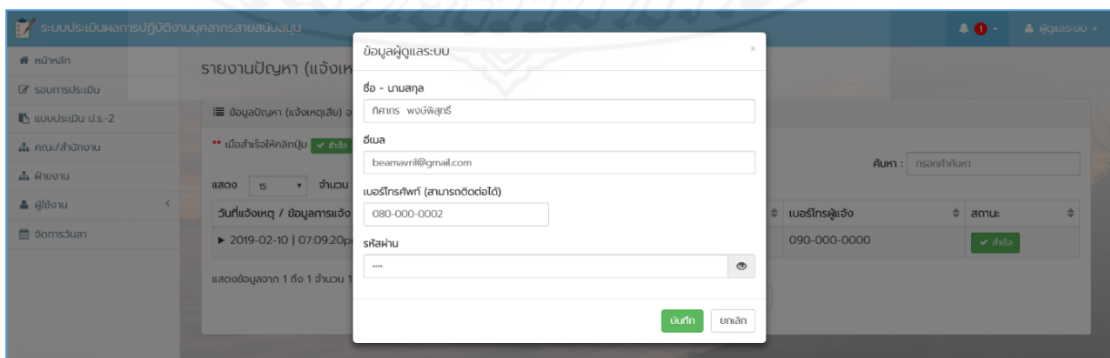 ระบบประเมินผลการปฏิบัติงานบุคลากรสายสนับสนุน
1
ผู้ดูแลระบบ
หน้าหลัก
รอบการประเมิน
แบบประเมิน ป.ส.-2
คณะ/สำนักงาน
ฝ่ายงาน
ผู้ใช้งาน
จัดการวันลา
รายงานปัญหา (แจ้งเห
ข้อมูลปัญหา (แจ้งเหตุเสีย)
** เมื่อสำเร็จให้คลิกปุ่ม สำเร็จ
ค้นหา : กรอกคำค้นหา
แสดง 15 จำนวน
วันที่แจ้งเหตุ / ข้อมูลการแจ้ง
เบอร์โทรผู้แจ้ง
สถานะ
2019-02-10 | 07:09:20p
090-000-0000
สำเร็จ
แสดงข้อมูลจาก 1 ถึง 1 จำนวน 1
ข้อมูลผู้ดูแลระบบ
×
ชื่อ - นามสกุล
ทิศากร พงษ์พิสุทธิ์
อีเมล
beamavril@gmail.com
เบอร์โทรศัพท์ (สามารถติดต่อได้)
080-000-0002
รหัสผ่าน
····
บันทึก
ยกเลิก